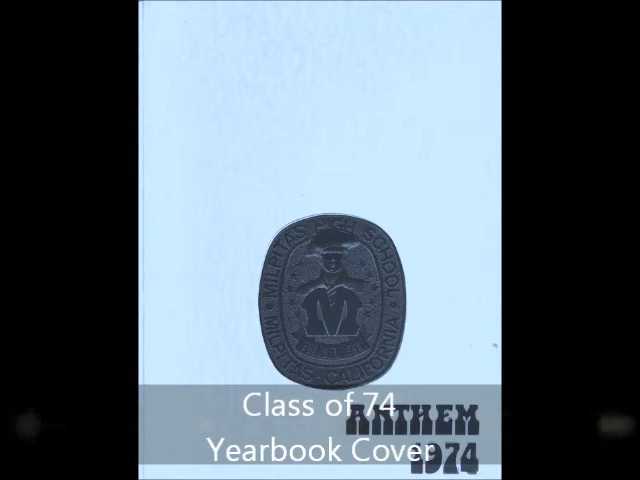 MILPITAS HIGH SCHOOL
M
MILPITAS - CALIFORNIA
ANTHEM
1974
Class of 74
Yearbook Cover